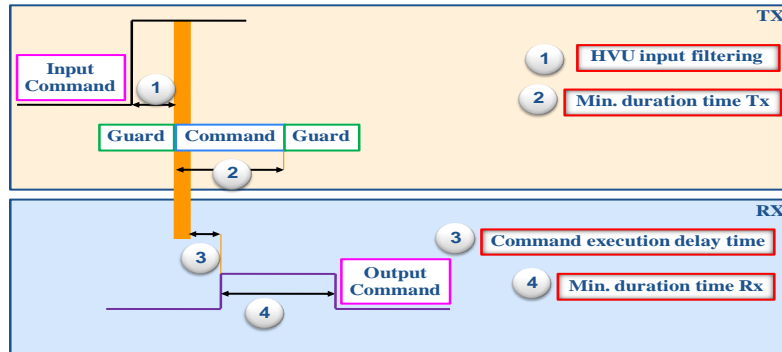 TX
Input
Command
1
1
HVU input filtering
2
Min. duration time Tx
Guard
Command
Guard
2
RX
3
3
Command execution delay time
Output
Command
4
4
Min. duration time Rx